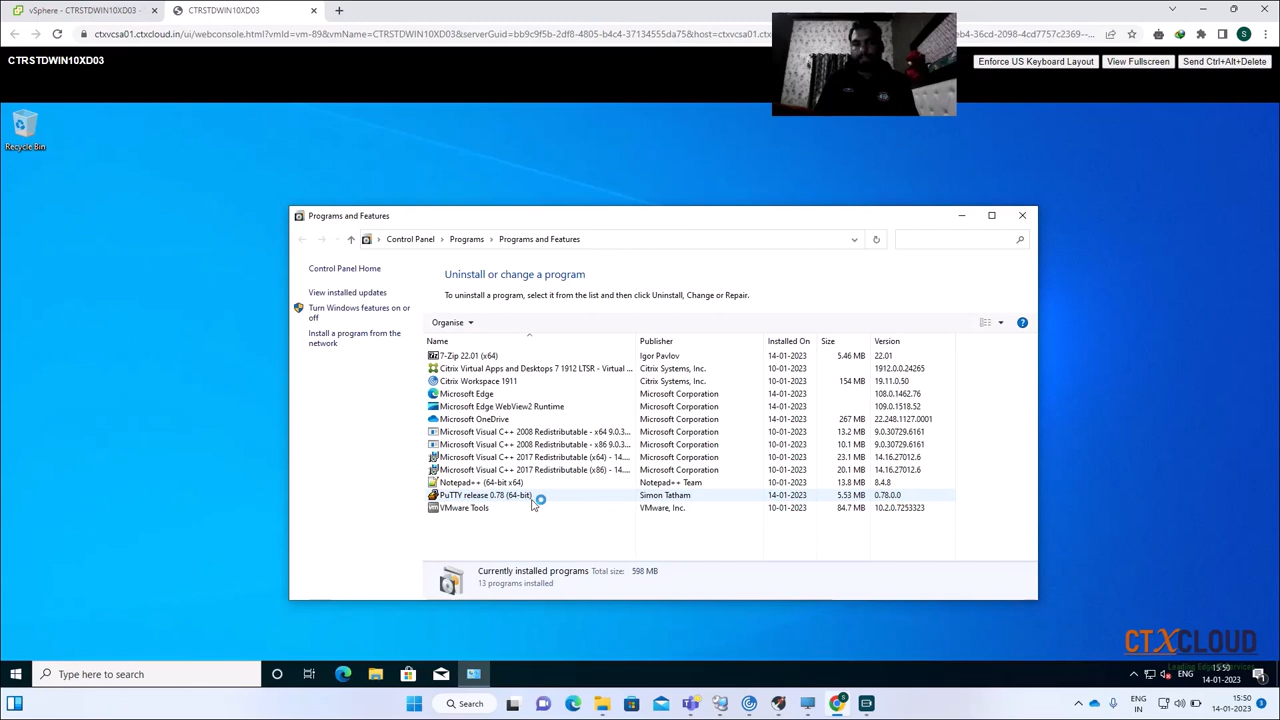 vSphere - CTRSTDWIN10XD03 -
CTRSTDWIN10XD03
ctxvcsa01.ctxcloud.in/ui/webconsole.html?vmId=vm-89&vmName=CTRSTDWIN10XD03&serverGuid=bb9c9f5b-2df8-4805-b4c4-37134555da75&host=ctxvcsa01.ctxcloud.
b4-36cd-2098-4cd7757c2369--...
S
CTRSTDWIN10XD03
Enforce US Keyboard Layout
View Fullscreen
Send Ctrl+Alt+Delete
Recycle Bin
Programs and Features
Control Panel > Programs > Programs and Features
Control Panel Home
View installed updates
Turn Windows features on or
off
Install a program from the
network
Uninstall or change a program
To uninstall a program, select it from the list and then click Uninstall, Change or Repair.
Organise
Name Publisher Installed On Size Version
7-Zip 22.01 (x64) Igor Pavlov 14-01-2023 5.46 MB 22.01
Citrix Virtual Apps and Desktops 7 1912 LTSR - Virtual ... Citrix Systems, Inc. 10-01-2023 1912.0.0.24265
Citrix Workspace 1911 Citrix Systems, Inc. 10-01-2023 154 MB 19.11.0.50
Microsoft Edge Microsoft Corporation 14-01-2023 108.0.1462.76
Microsoft Edge WebView2 Runtime Microsoft Corporation 14-01-2023 109.0.1518.52
Microsoft OneDrive Microsoft Corporation 14-01-2023 267 MB 22.248.1127.0001
Microsoft Visual C++ 2008 Redistributable - x64 9.0.3... Microsoft Corporation 10-01-2023 13.2 MB 9.0.30729.6161
Microsoft Visual C++ 2008 Redistributable - x86 9.0.3... Microsoft Corporation 10-01-2023 10.1 MB 9.0.30729.6161
Microsoft Visual C++ 2017 Redistributable (x64) - 14.... Microsoft Corporation 10-01-2023 23.1 MB 14.16.27012.6
Microsoft Visual C++ 2017 Redistributable (x86) - 14.... Microsoft Corporation 10-01-2023 20.1 MB 14.16.27012.6
Notepad++ (64-bit x64) Notepad++ Team 10-01-2023 13.8 MB 8.4.8
PuTTY release 0.78 (64-bit) Simon Tatham 14-01-2023 5.53 MB 0.78.0.0
VMware Tools VMware, Inc. 10-01-2023 84.7 MB 10.2.0.7253323
Currently installed programs Total size: 598 MB
13 programs installed
CTXCLOUD
Leading Edge IT Services
Type here to search
ENG
15:50
14-01-2023
Search
ENG
IN
15:50
14-01-2023